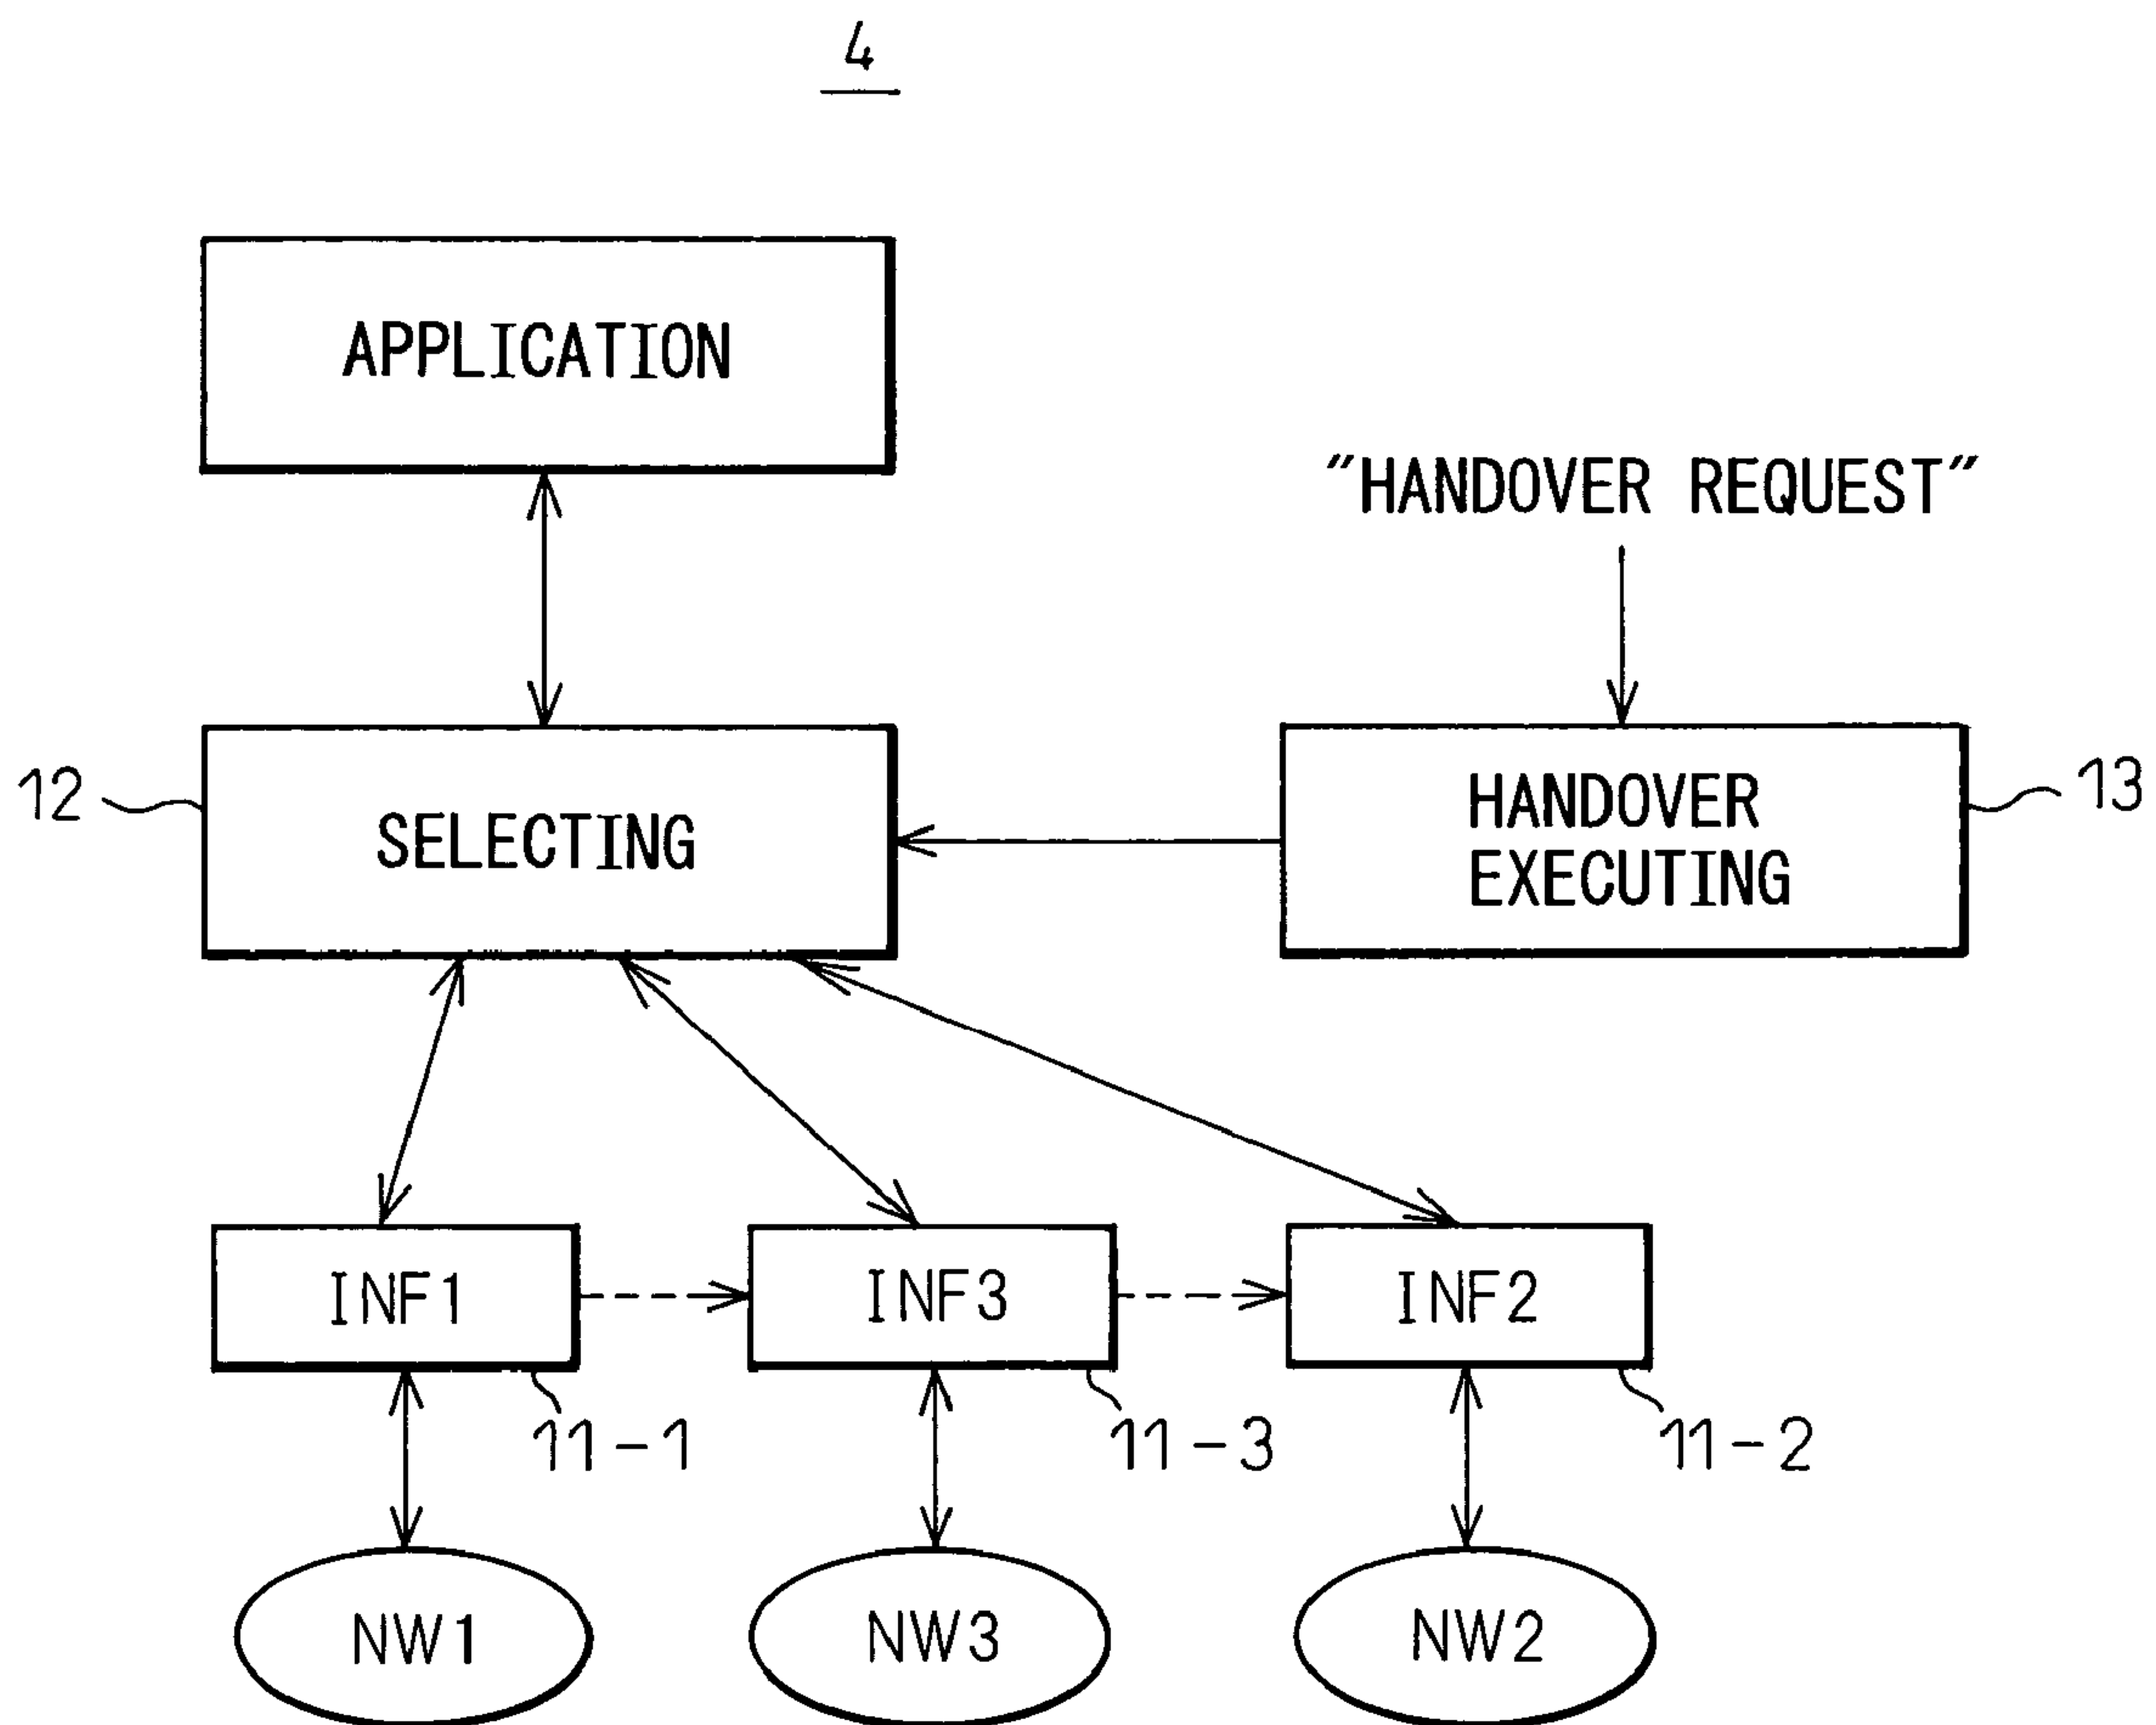 4
APPLICATION
"HANDOVER REQUEST"
12
SELECTING
HANDOVER
EXECUTING
13
INF1
INF3
INF2
11-1
11-3
11-2
NW1
NW3
NW2